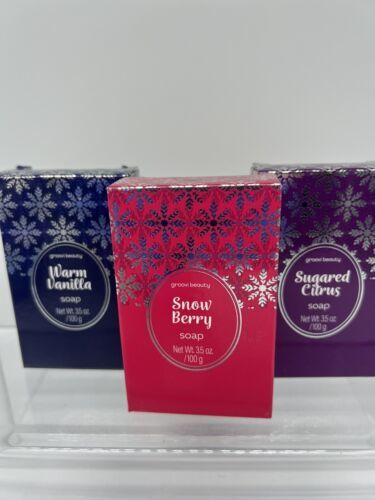 groovi beauty
Warm
Vanilla
soap
Net Wt. 3.5 oz.
/100 g
groovi beauty
Snow
Berry
soap
Net Wt. 3.5 oz.
/100 g
groovi beauty
Sugared
Citrus
soap
Net Wt. 3.5 oz.
/100 g